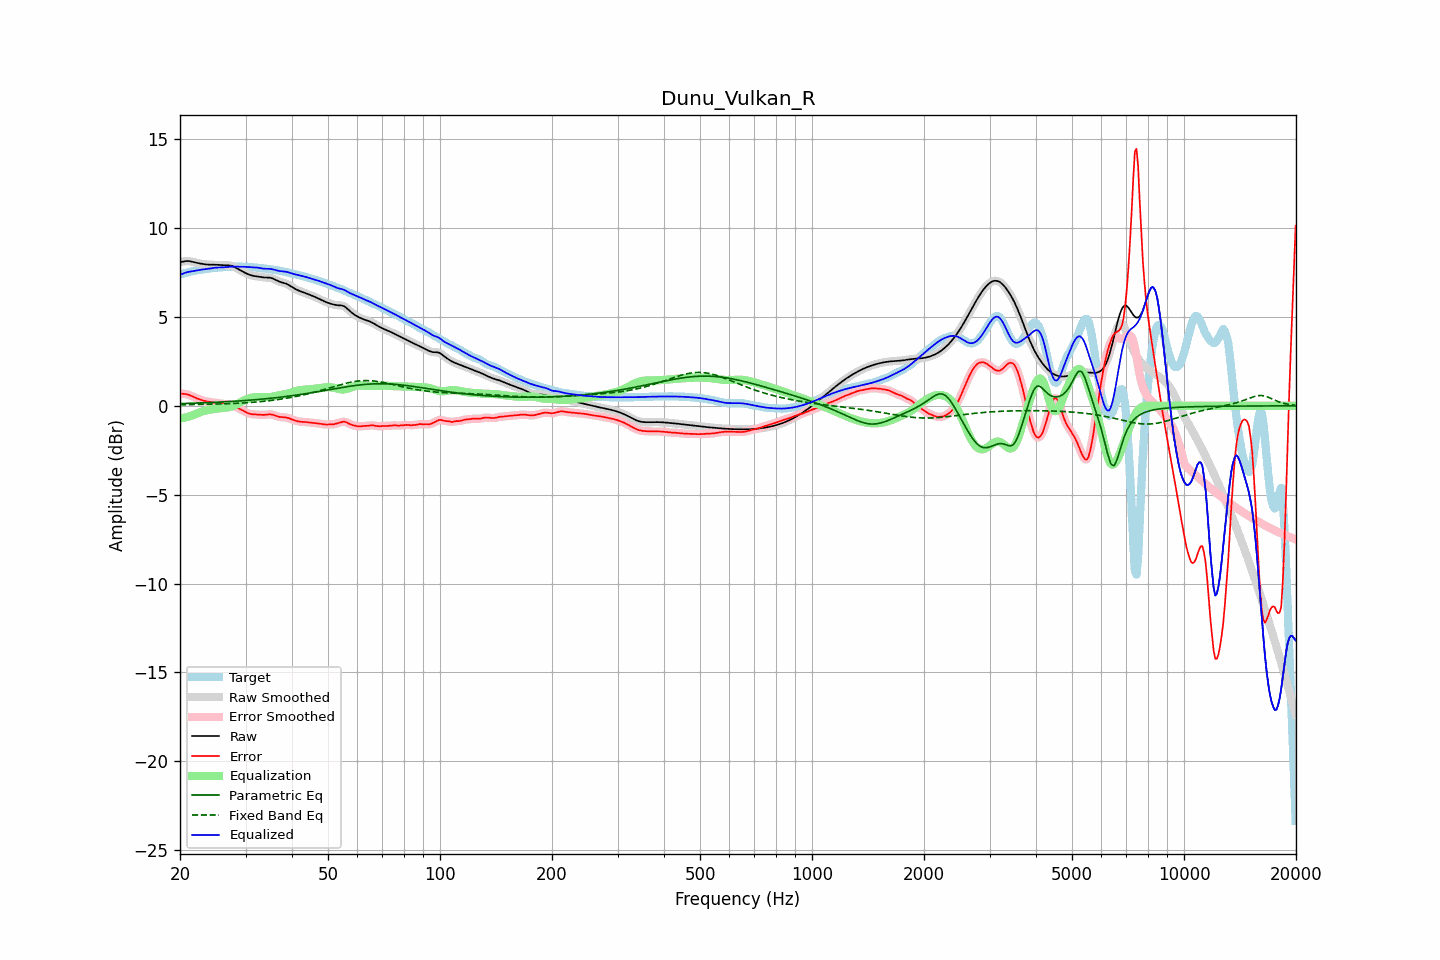 Dunu_Vulkan_R
Amplitude (dBr)
15
10
5
0
−5
−10
−15
−20
−25
Target
Raw Smoothed
Error Smoothed
Raw
Error
Equalization
Parametric Eq
Fixed Band Eq
Equalized
20 50 100 200 500 1000 2000 5000 10000 20000
Frequency (Hz)